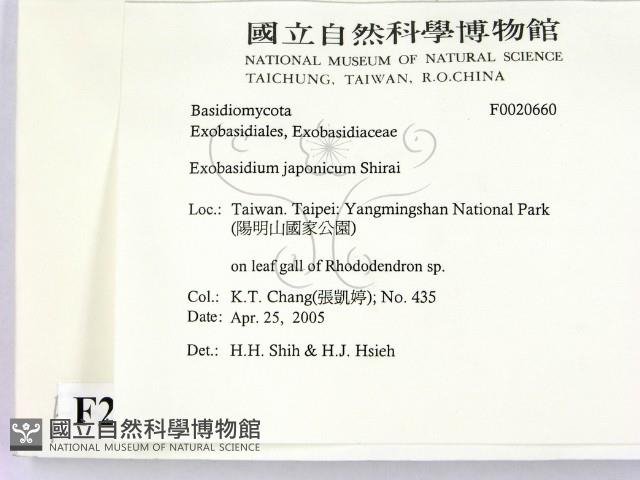 國立自然科學博物館
NATIONAL MUSEUM OF NATURAL SCIENCE
TAICHUNG, TAIWAN, R.O.CHINA
Basidiomycota F0020660
Exobasidiales, Exobasidiaceae
Exobasidium japonicum Shirai
Loc.: Taiwan. Taipei: Yangmingshan National Park
(陽明山國家公園)
on leaf gall of Rhododendron sp.
Col.: K.T. Chang(張凱婷); No. 435
Date: Apr. 25, 2005
Det.: H.H. Shih & H.J. Hsieh
F2
國立自然科學博物館
NATIONAL MUSEUM OF NATURAL SCIENCE